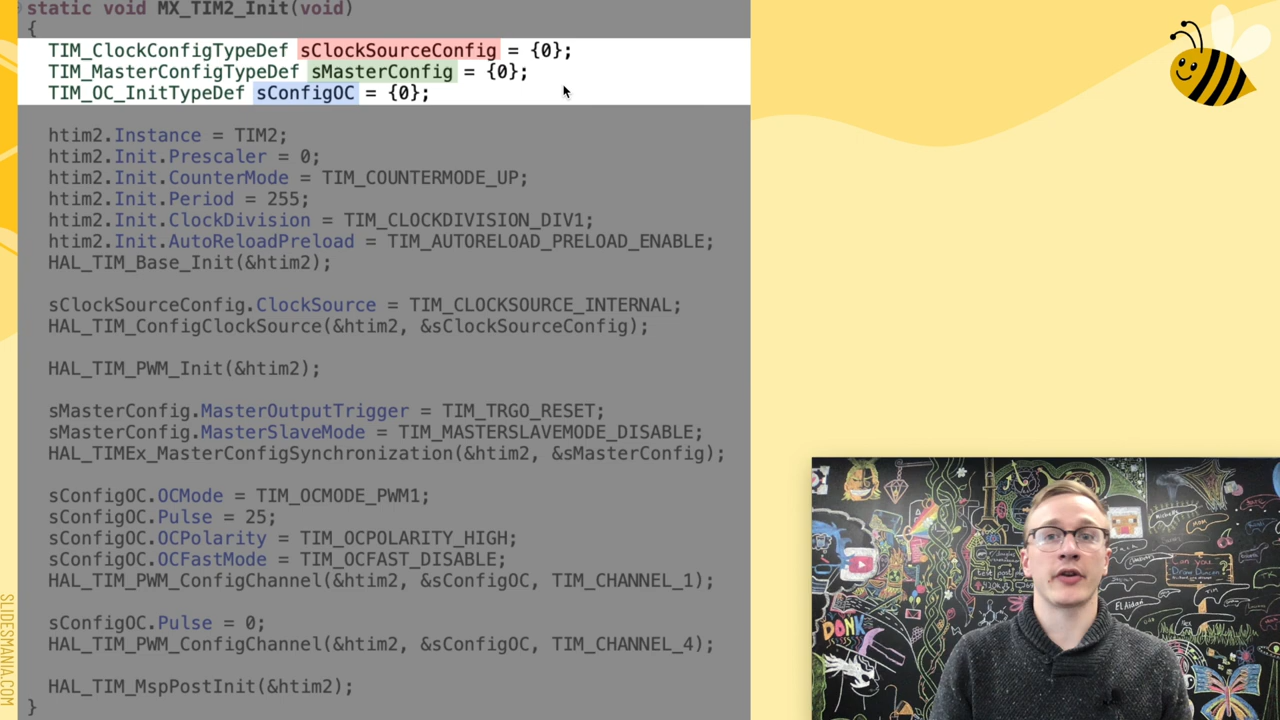 static void MX_TIM2_Init(void)
{
TIM_ClockConfigTypeDef sClockSourceConfig = {0};
TIM_MasterConfigTypeDef sMasterConfig = {0};
TIM_OC_InitTypeDef sConfigOC = {0};
htim2.Instance = TIM2;
htim2.Init.Prescaler = 0;
htim2.Init.CounterMode = TIM_COUNTERMODE_UP;
htim2.Init.Period = 255;
htim2.Init.ClockDivision = TIM_CLOCKDIVISION_DIV1;
htim2.Init.AutoReloadPreload = TIM_AUTORELOAD_PRELOAD_ENABLE;
HAL_TIM_Base_Init(&htim2);
sClockSourceConfig.ClockSource = TIM_CLOCKSOURCE_INTERNAL;
HAL_TIM_ConfigClockSource(&htim2, &sClockSourceConfig);
HAL_TIM_PWM_Init(&htim2);
sMasterConfig.MasterOutputTrigger = TIM_TRGO_RESET;
sMasterConfig.MasterSlaveMode = TIM_MASTERSLAVEMODE_DISABLE;
HAL_TIMEx_MasterConfigSynchronization(&htim2, &sMasterConfig);
sConfigOC.OCMode = TIM_OCMODE_PWM1;
sConfigOC.Pulse = 25;
sConfigOC.OCPolarity = TIM_OCPOLARITY_HIGH;
sConfigOC.OCFastMode = TIM_OCFAST_DISABLE;
HAL_TIM_PWM_ConfigChannel(&htim2, &sConfigOC, TIM_CHANNEL_1);
sConfigOC.Pulse = 0;
HAL_TIM_PWM_ConfigChannel(&htim2, &sConfigOC, TIM_CHANNEL_4);
HAL_TIM_MspPostInit(&htim2);
}
SLIDESMANIA.COM
DONK
Can you